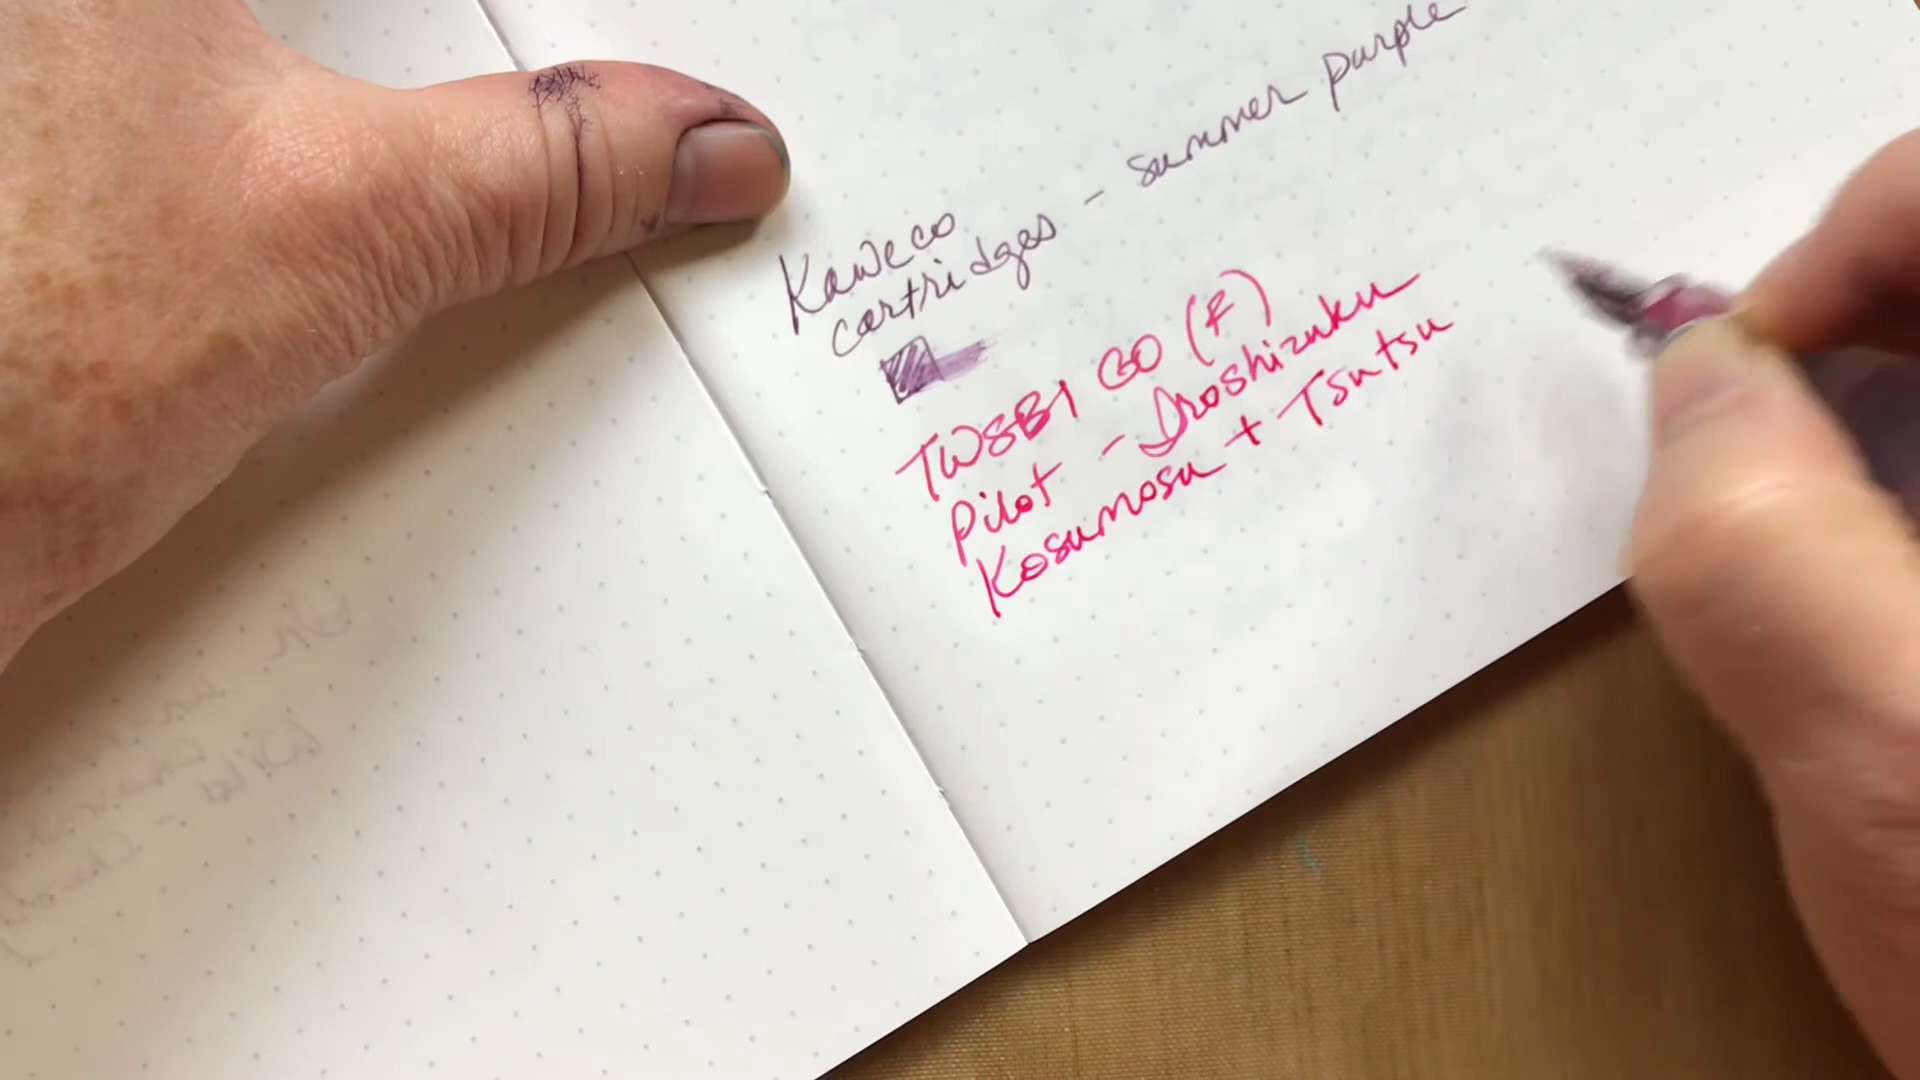 Kaweco
cartridges - summer purple
TWSBI GO (F)
Pilot - Iroshizuku
Kosumosu + Tsutsu